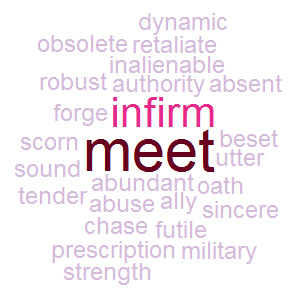 dynamic
obsolete retaliate
inalienable
robust authority absent
forge infirm
scorn meet beset
sound utter
abundant oath
tender abuse ally sincere
chase futile
prescription military
strength